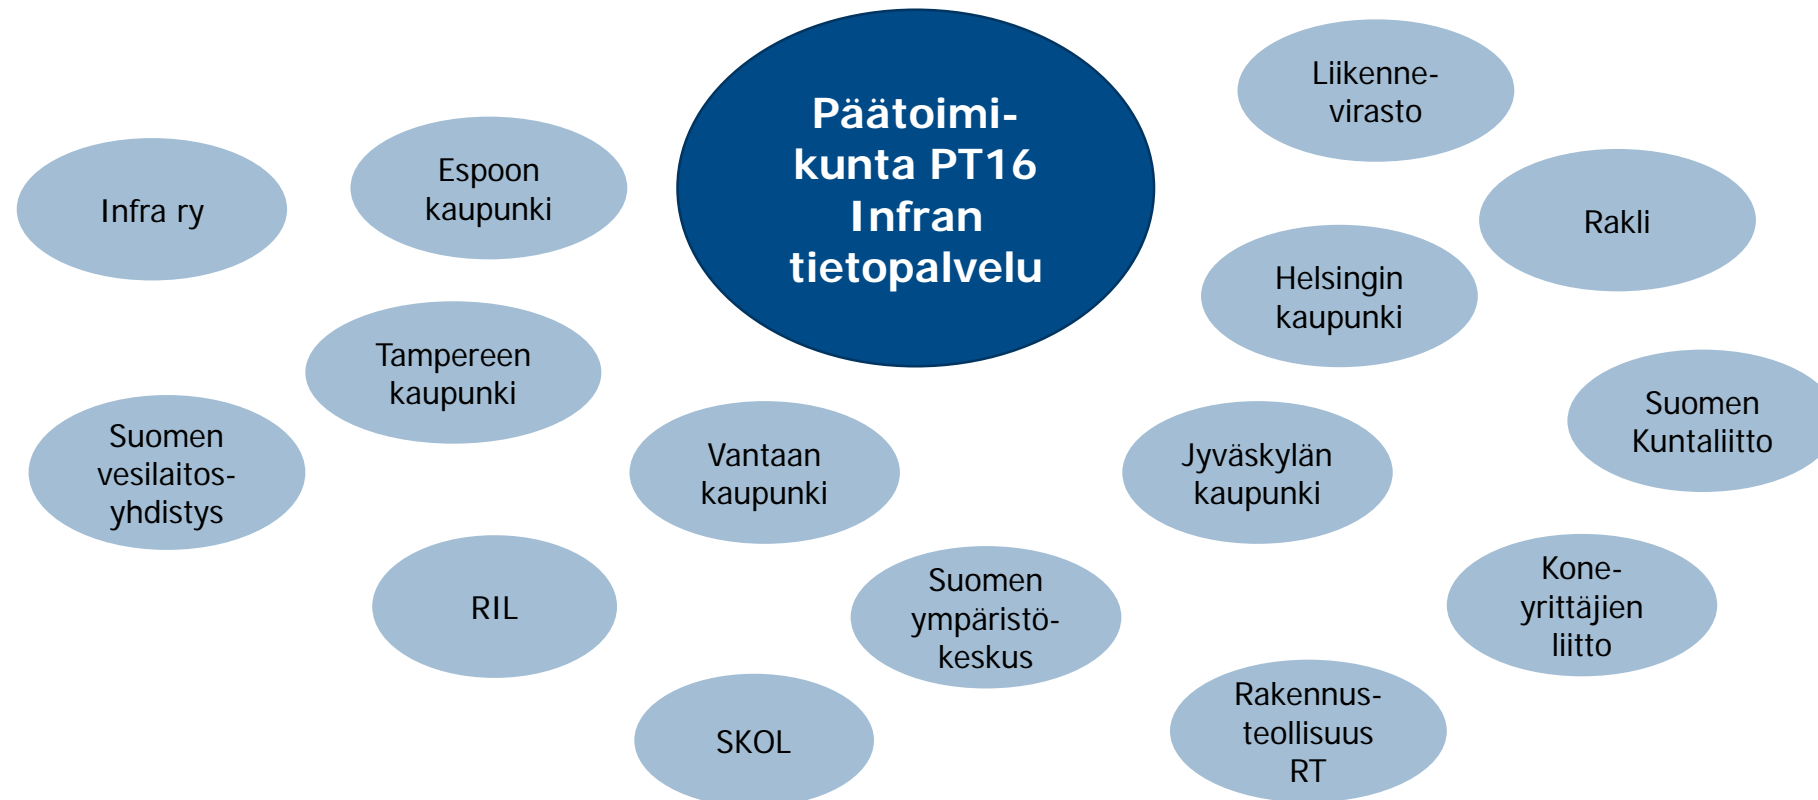 Päätoimi-
kunta PT16
Infran
tietopalvelu
Liikenne-
virasto
Infra ry
Espoon
kaupunki
Rakli
Helsingin
kaupunki
Tampereen
kaupunki
Suomen
Kuntaliitto
Suomen
vesilaitos-
yhdistys
Vantaan
kaupunki
Jyväskylän
kaupunki
RIL
Suomen
ympäristö-
keskus
Kone-
yrittäjien
liitto
SKOL
Rakennus-
teollisuus
RT